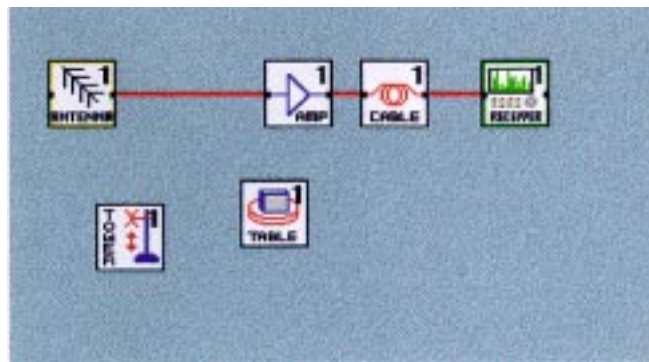 1 ANTENNA
1 AMP
1 CABLE
1 RECEIVER
1 TOWER
1 TABLE